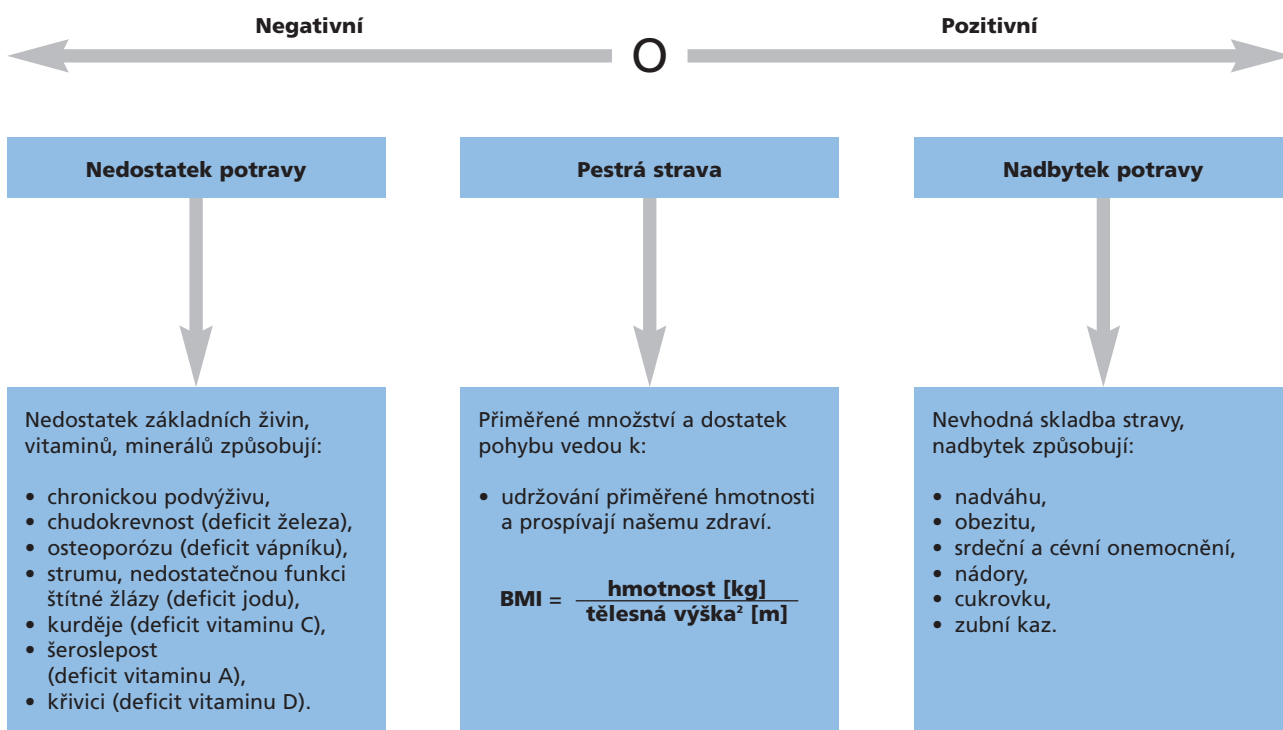 Negativní
O
Pozitivní
Nedostatek potravy
Pestrá strava
Nadbytek potravy
Nedostatek základních živin,
vitaminů, minerálů způsobují:
• chronickou podvýživu,
• chudokrevnost (deficit železa),
• osteoporózu (deficit vápníku),
• strumu, nedostatečnou funkci
štítné žlázy (deficit jodu),
• kurděje (deficit vitaminu C),
• šeroslepost
(deficit vitaminu A),
• křivici (deficit vitaminu D).
Přiměřené množství a dostatek
pohybu vedou k:
• udržování přiměřené hmotnosti
a prospívají našemu zdraví.
BMI = hmotnost [kg]
tělesná výška² [m]
Nevhodná skladba stravy,
nadbytek způsobují:
• nadváhu,
• obezitu,
• srdeční a cévní onemocnění,
• nádory,
• cukrovku,
• zubní kaz.